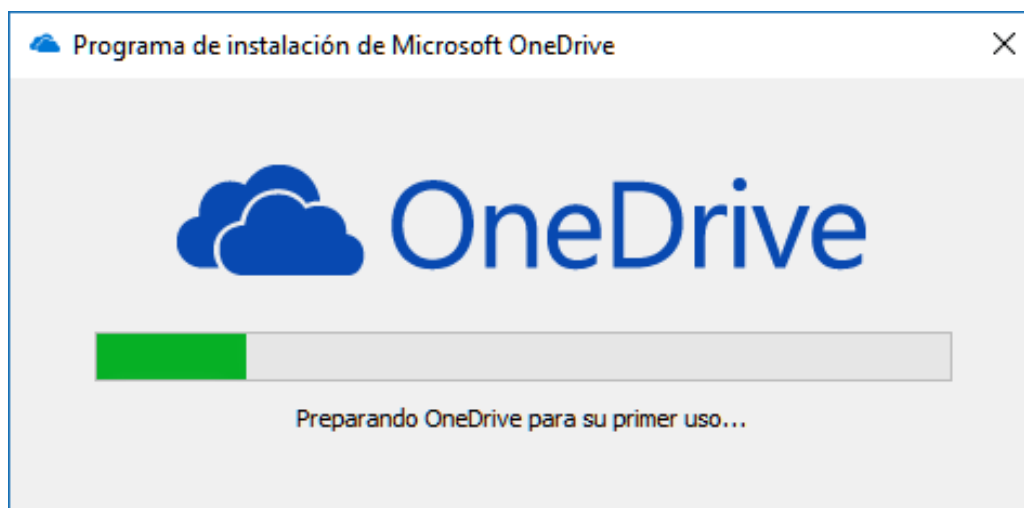 Programa de instalación de Microsoft OneDrive
OneDrive
Preparando OneDrive para su primer uso...